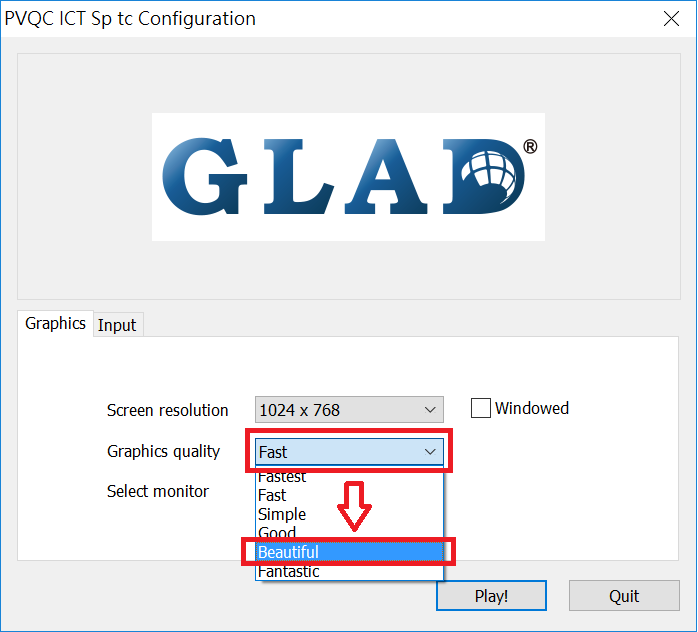 PVQC ICT Sp tc Configuration
GLAD®
Graphics
Input
Screen resolution
1024 x 768
Windowed
Graphics quality
Fast
Select monitor
Fastest
Fast
Simple
Good
Beautiful
Fantastic
Play!
Quit